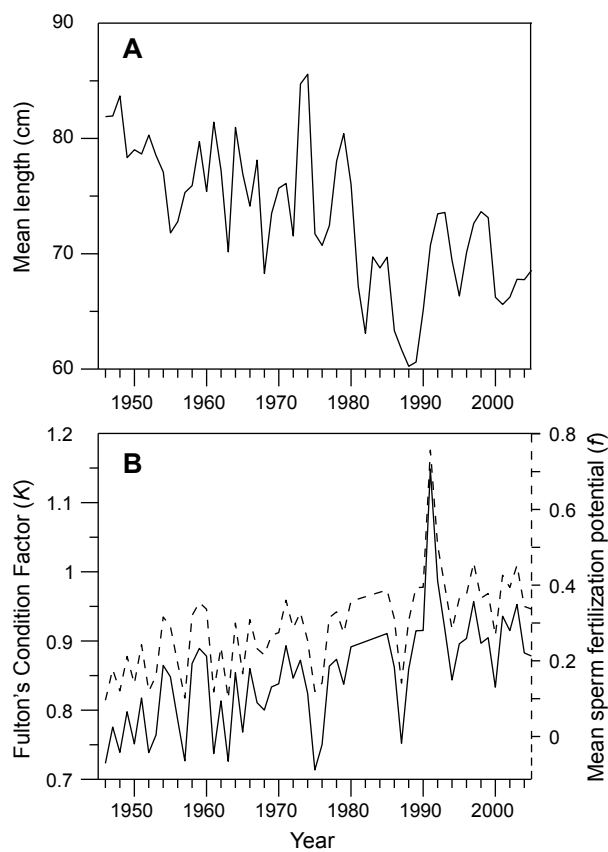 A
Mean length (cm)
90
80
70
60
1950 1960 1970 1980 1990 2000
B
Fulton's Condition Factor (K)
1.2
1.1
1
0.9
0.8
0.7
Mean sperm fertilization potential (f)
0.8
0.6
0.4
0.2
0
1950 1960 1970 1980 1990 2000
Year